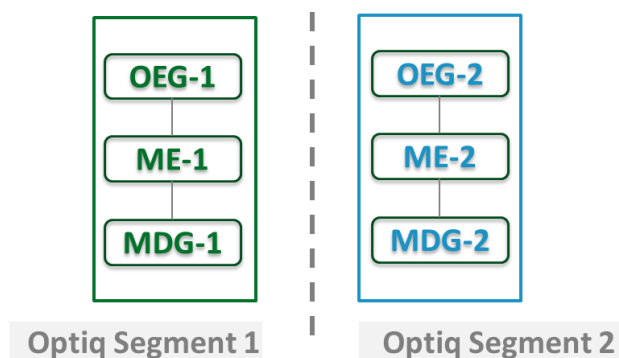 OEG-1
ME-1
MDG-1
Optiq Segment 1
OEG-2
ME-2
MDG-2
Optiq Segment 2